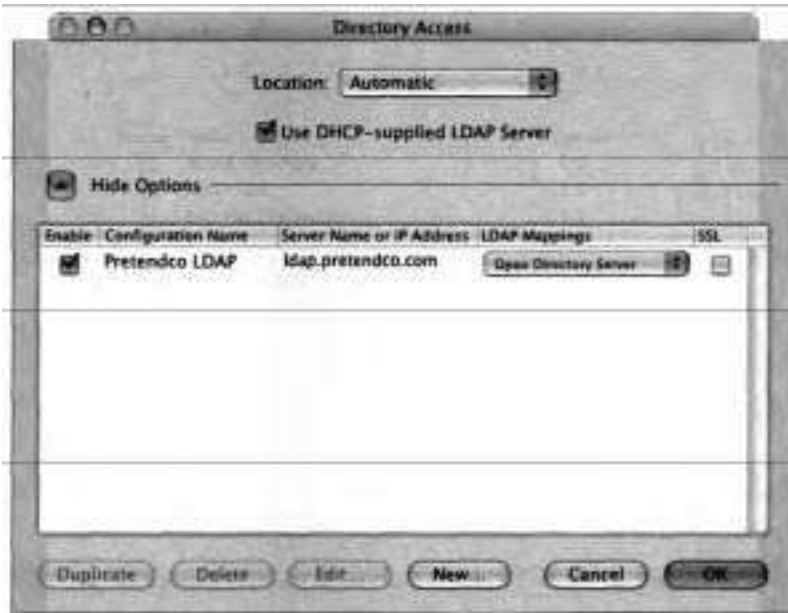 Directory Access
Location: Automatic
Use DHCP-supplied LDAP Server
Hide Options
Enable Configuration Name Server Name or IP Address LDAP Mappings SSL
Pretendco LDAP ldap.pretendco.com Open Directory Server
Duplicate Delete Edit... New... Cancel OK